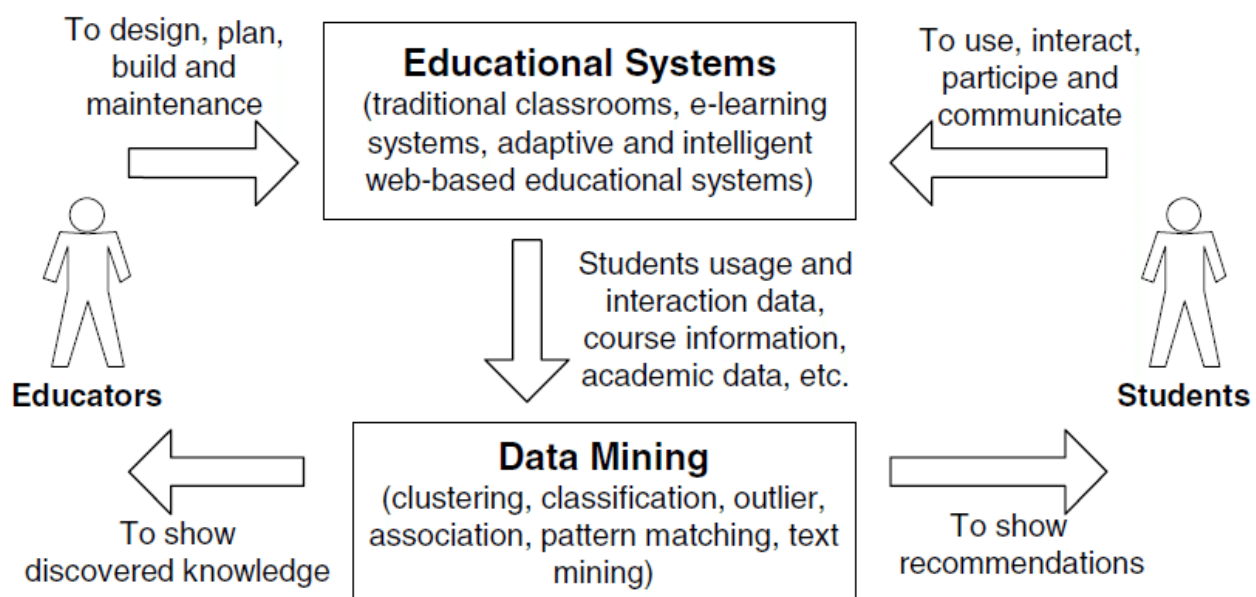 To design, plan,
build and
maintenance
Educational Systems
(traditional classrooms, e-learning
systems, adaptive and intelligent
web-based educational systems)
To use, interact,
participe and
communicate
Students usage and
interaction data,
course information,
academic data, etc.
Educators
Students
Data Mining
(clustering, classification, outlier,
association, pattern matching, text
mining)
To show
discovered knowledge
To show
recommendations